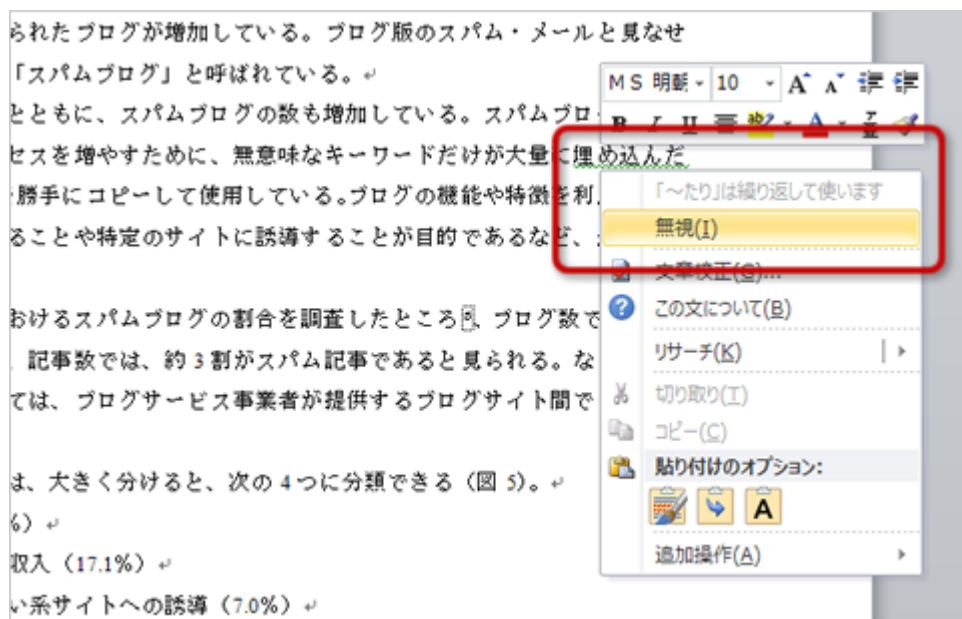 られたブログが増加している。ブログ版のスパム・メールと見なせ
「スパムブログ」と呼ばれている。
とともに、スパムブログの数も増加している。スパムブロ
セスを増やすために、無意味なキーワードだけが大量に埋め込んだ
勝手にコピーして使用している。ブログの機能や特徴を利
ることや特定のサイトに誘導することが目的であるなど、
おけるスパムブログの割合を調査したところ、ブログ数で
記事数では、約3割がスパム記事であると見られる。な
ては、ブログサービス事業者が提供するブログサイト間で
は、大きく分けると、次の4つに分類できる（図 5）。
%）
収入（17.1%）
い系サイトへの誘導（7.0%）
MS 明朝 10 A A
B I U ab A
「～たり」は繰り返して使います
無視(I)
文章校正(G)...
この文について(B)
リサーチ(K)
切り取り(T)
コピー(C)
貼り付けのオプション:
A
追加操作(A)